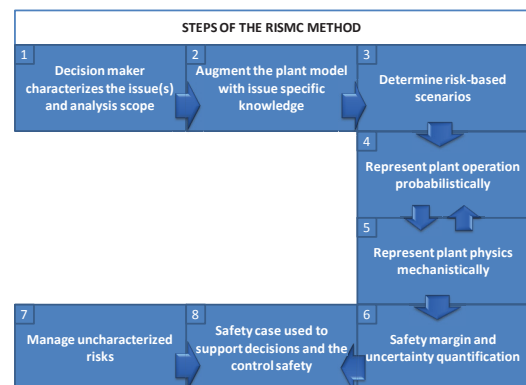 STEPS OF THE RISMC METHOD
1
Decision maker
characterizes the issue(s)
and analysis scope
2
Augment the plant model
with issue specific
knowledge
3
Determine risk-based
scenarios
4
Represent plant operation
probabilistically
5
Represent plant physics
mechanistically
6
Safety margin and
uncertainty quantification
7
Manage uncharacterized
risks
8
Safety case used to
support decisions and the
control safety